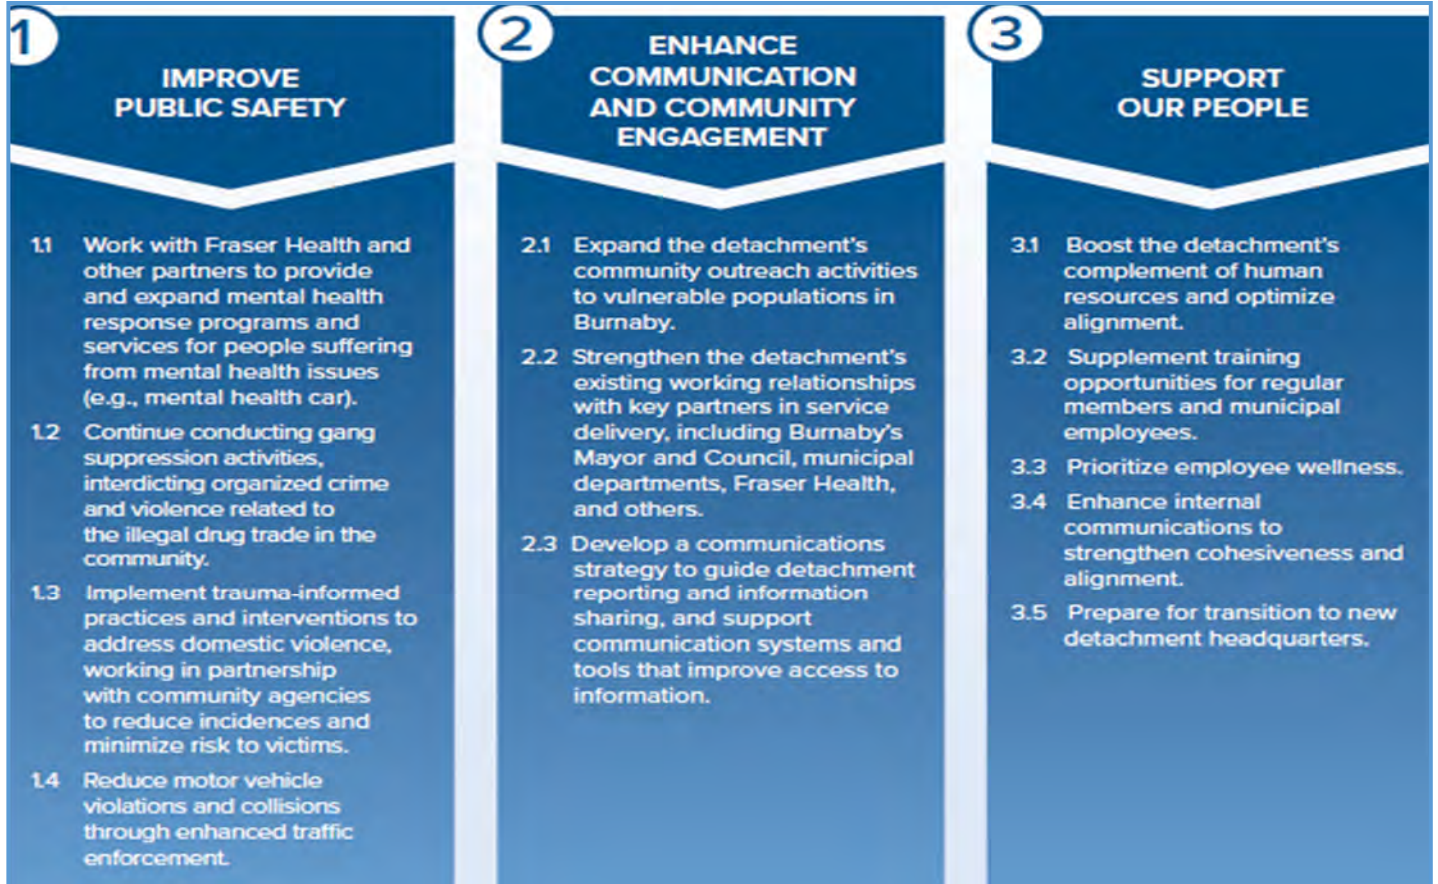 1
IMPROVE
PUBLIC SAFETY
1.1 Work with Fraser Health and
other partners to provide
and expand mental health
response programs and
services for people suffering
from mental health issues
(e.g., mental health car).
1.2 Continue conducting gang
suppression activities,
interdicting organized crime
and violence related to
the illegal drug trade in the
community.
1.3 Implement trauma-informed
practices and interventions to
address domestic violence,
working in partnership
with community agencies
to reduce incidences and
minimize risk to victims.
1.4 Reduce motor vehicle
violations and collisions
through enhanced traffic
enforcement.
2
ENHANCE
COMMUNICATION
AND COMMUNITY
ENGAGEMENT
2.1 Expand the detachment's
community outreach activities
to vulnerable populations in
Burnaby.
2.2 Strengthen the detachment's
existing working relationships
with key partners in service
delivery, including Burnaby's
Mayor and Council, municipal
departments, Fraser Health,
and others.
2.3 Develop a communications
strategy to guide detachment
reporting and information
sharing, and support
communication systems and
tools that improve access to
information.
3
SUPPORT
OUR PEOPLE
3.1 Boost the detachment's
complement of human
resources and optimize
alignment.
3.2 Supplement training
opportunities for regular
members and municipal
employees.
3.3 Prioritize employee wellness.
3.4 Enhance internal
communications to
strengthen cohesiveness and
alignment.
3.5 Prepare for transition to new
detachment headquarters.